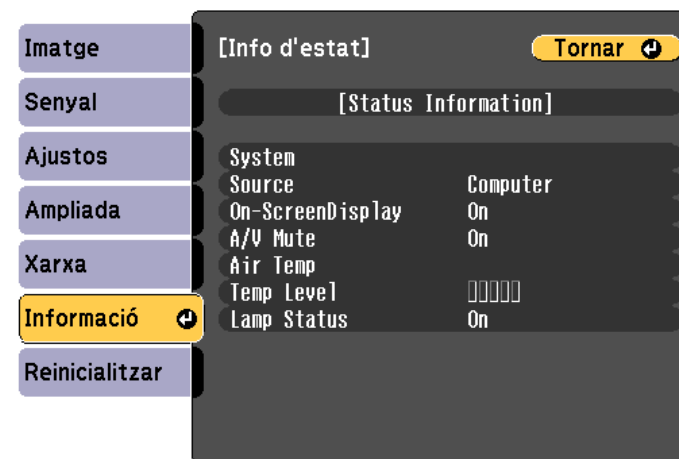 Imatge
Senyal
Ajustos
Ampliada
Xarxa
Informació
Reinicialitzar
[Info d'estat] Tornar
[Status Information]
System
Source Computer
On-ScreenDisplay On
A/V Mute On
Air Temp
Temp Level
Lamp Status On